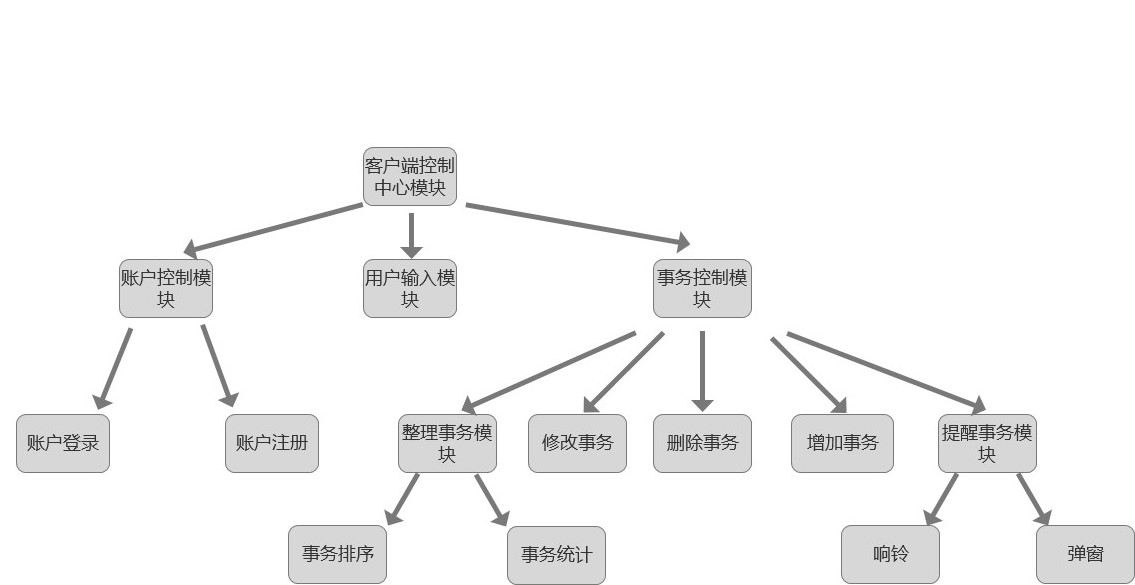 客户端控制
中心模块
账户控制模
块
用户输入模
块
事务控制模
块
账户登录
账户注册
整理事务模
块
修改事务
删除事务
增加事务
提醒事务模
块
事务排序
事务统计
响铃
弹窗